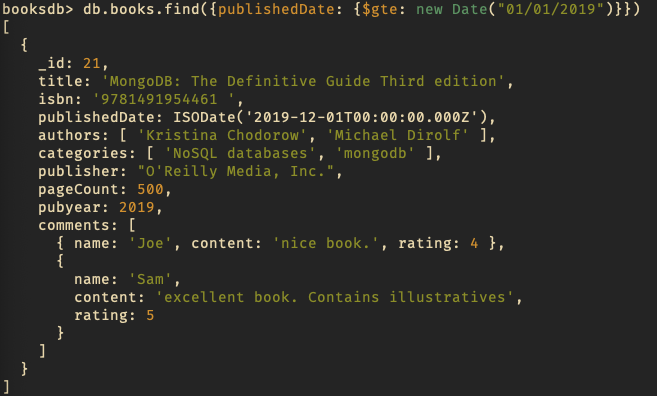 booksdb> db.books.find({publishedDate: {$gte: new Date("01/01/2019")}})
[
  {
    _id: 21,
    title: 'MongoDB: The Definitive Guide Third edition',
    isbn: '9781491954461 ',
    publishedDate: ISODate('2019-12-01T00:00:00.000Z'),
    authors: [ 'Kristina Chodorow', 'Michael Dirolf' ],
    categories: [ 'NoSQL databases', 'mongodb' ],
    publisher: "O'Reilly Media, Inc.",
    pageCount: 500,
    pubyear: 2019,
    comments: [
      { name: 'Joe', content: 'nice book.', rating: 4 },
      {
        name: 'Sam',
        content: 'excellent book. Contains illustratives',
        rating: 5
      }
    ]
  }
]